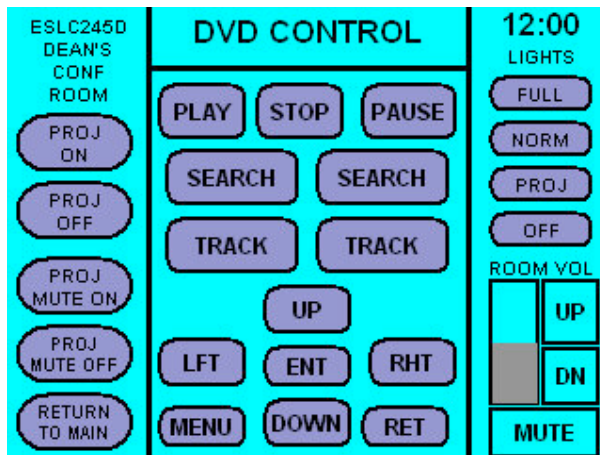 ESLC245D
DEAN'S
CONF
ROOM
PROJ
ON
PROJ
OFF
PROJ
MUTE ON
PROJ
MUTE OFF
RETURN
TO MAIN
DVD CONTROL
PLAY STOP PAUSE
SEARCH SEARCH
TRACK TRACK
UP
LFT ENT RHT
MENU DOWN RET
12:00
LIGHTS
FULL
NORM
PROJ
OFF
ROOM VOL
UP
DN
MUTE